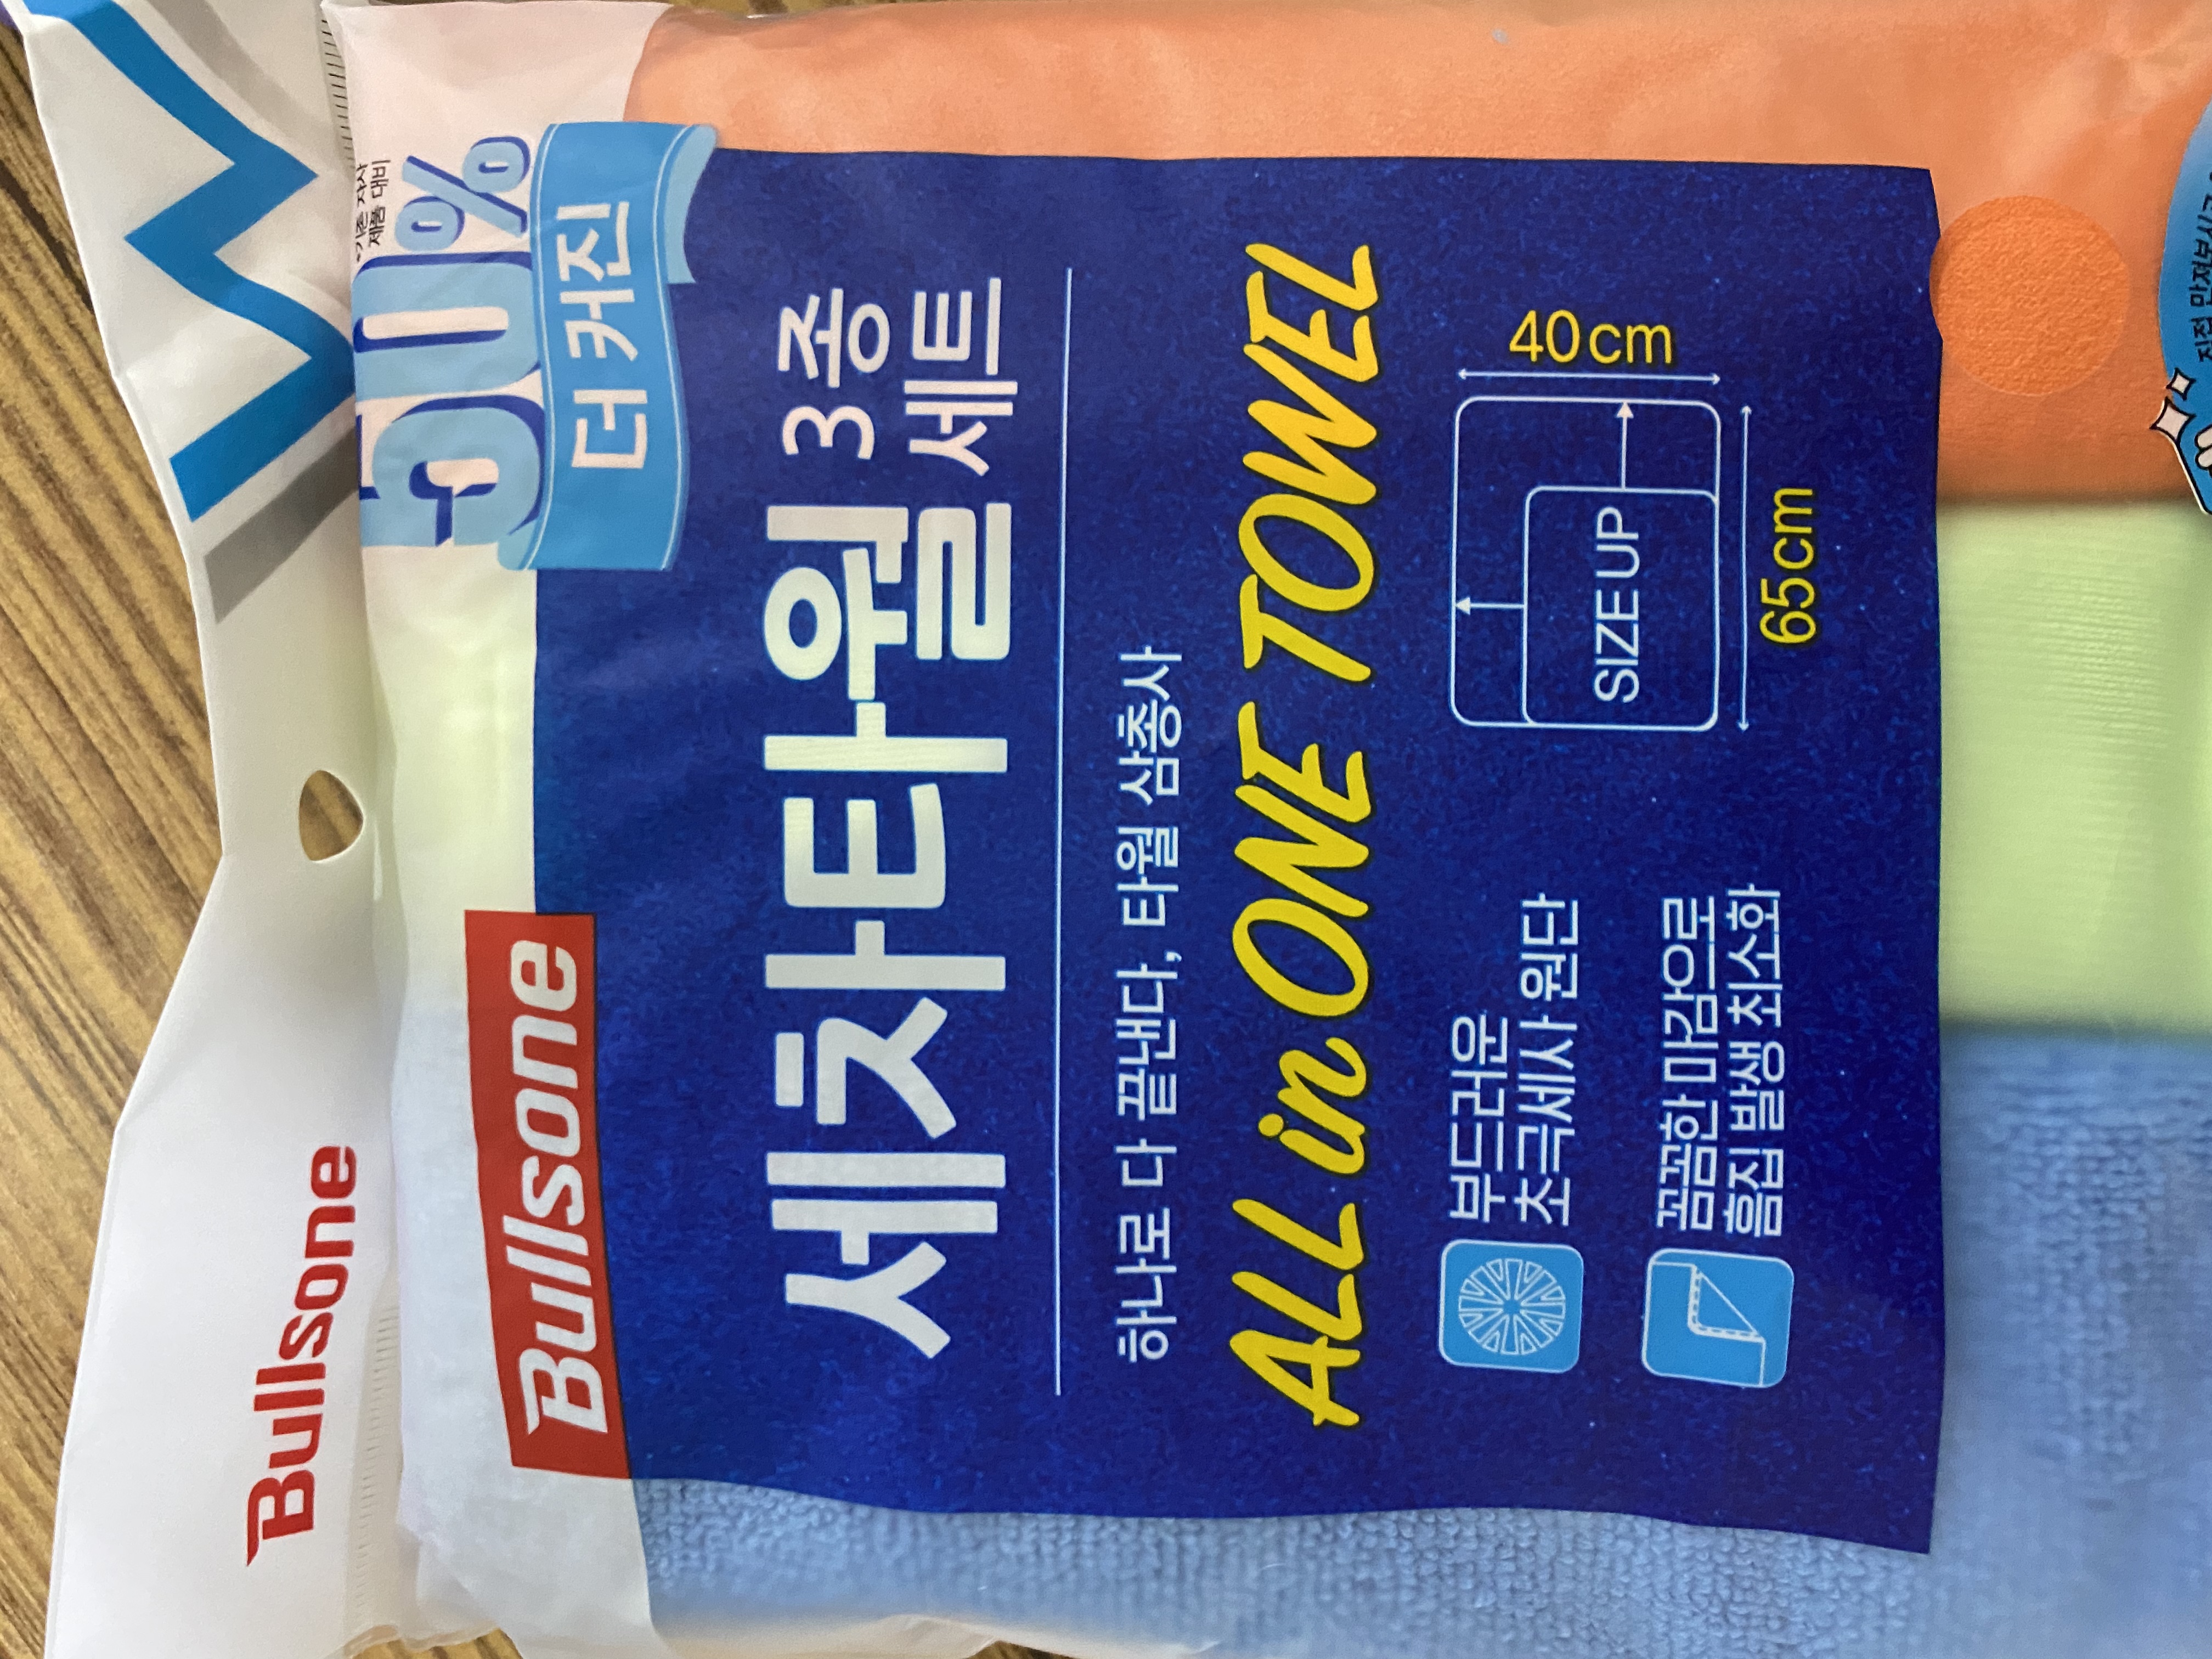 Bullsone
*기존 자사
제품 대비
50%
더 커진
Bullsone
세차타월 3종
세트
하나로 다 끝낸다, 타월 삼총사
ALL in ONE TOWEL
부드러운
초극세사 원단
꼼꼼한 마감으로
흠집 발생 최소화
SIZE UP
40cm
65cm